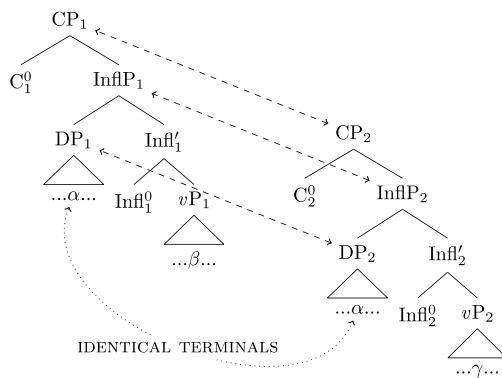 CP₁
C⁰₁ InflP₁
DP₁ Infl′₁
...α... Infl⁰₁ vP₁
...β...
CP₂
C⁰₂ InflP₂
DP₂ Infl′₂
...α... Infl⁰₂ vP₂
...γ...
IDENTICAL TERMINALS